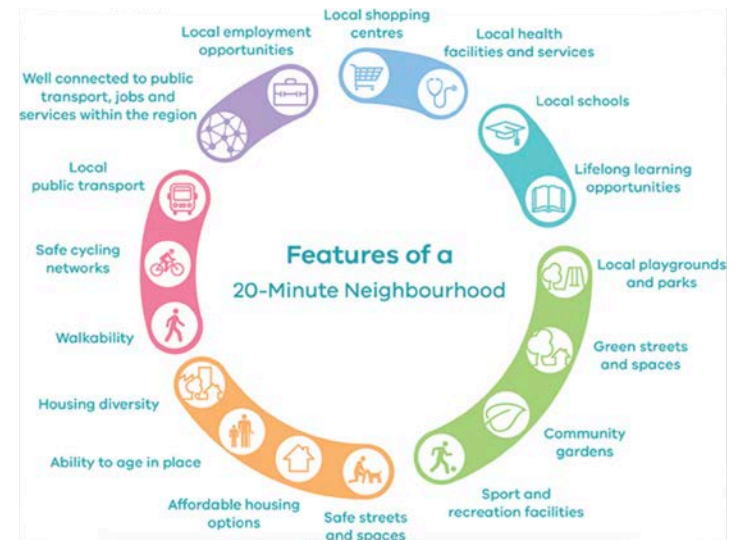 Local shopping
centres
Local health
facilities and services
Local schools
Lifelong learning
opportunities
Local playgrounds
and parks
Green streets
and spaces
Community
gardens
Sport and
recreation facilities
Safe streets
and spaces
Affordable housing
options
Ability to age in place
Housing diversity
Walkability
Safe cycling
networks
Local
public transport
Well connected to public
transport, jobs and
services within the region
Local employment
opportunities
Features of a
20-Minute Neighbourhood